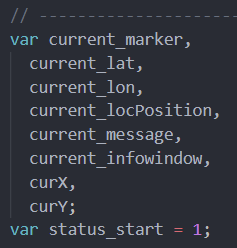 // --------------------
var current_marker,
  current_lat,
  current_lon,
  current_locPosition,
  current_message,
  current_infowindow,
  curX,
  curY;
var status_start = 1;